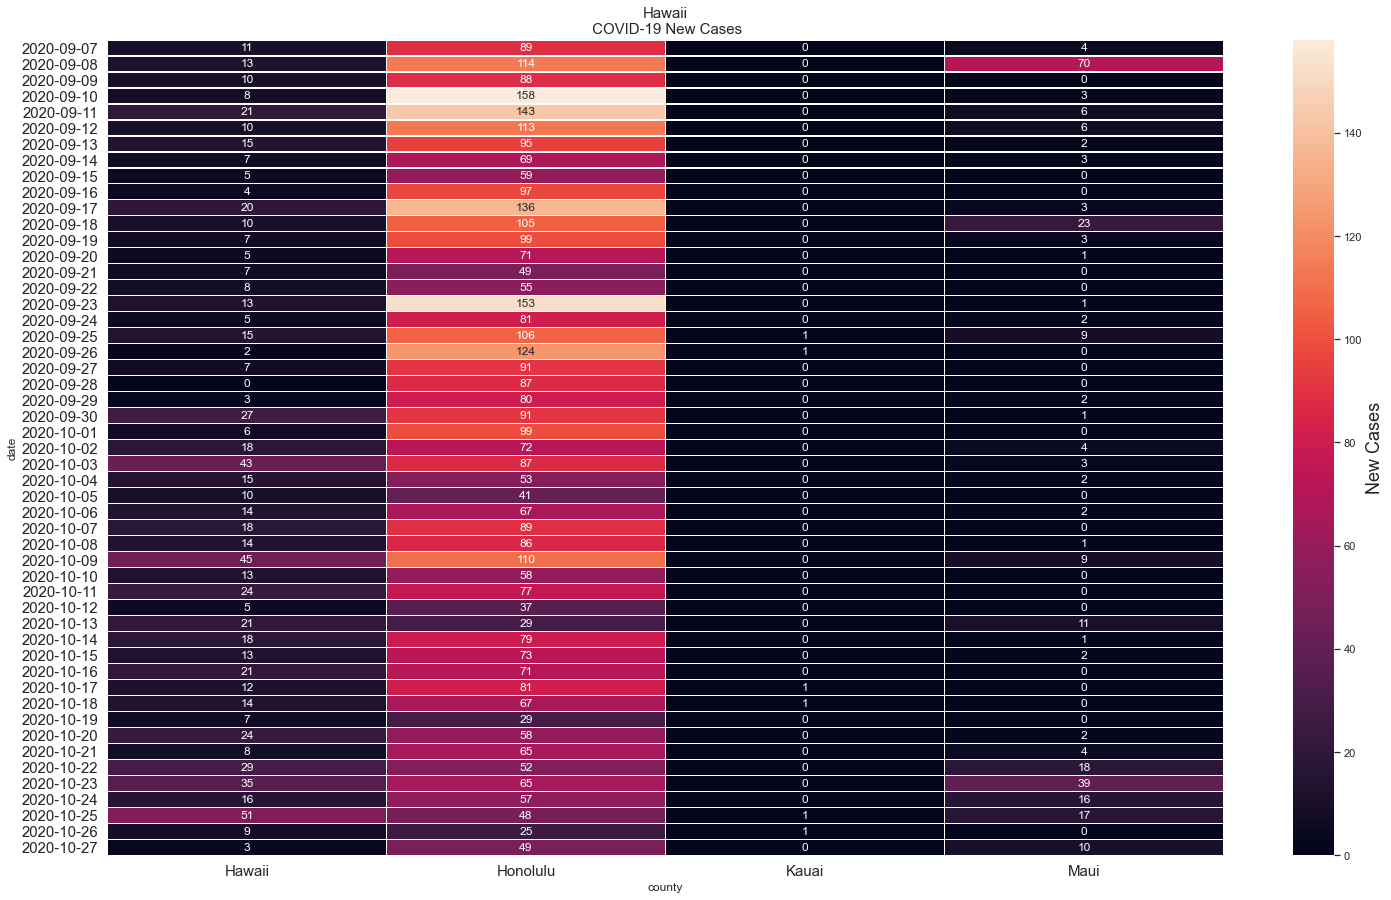 Hawaii
COVID-19 New Cases
2020-09-07 11 89 0 4
2020-09-08 13 114 0 70
2020-09-09 10 88 0 0
2020-09-10 8 158 0 3
2020-09-11 21 143 0 6
2020-09-12 10 113 0 6
2020-09-13 15 95 0 2
2020-09-14 7 69 0 3
2020-09-15 5 59 0 0
2020-09-16 4 97 0 0
2020-09-17 20 136 0 3
2020-09-18 10 105 0 23
2020-09-19 7 99 0 3
2020-09-20 5 71 0 1
2020-09-21 7 49 0 0
2020-09-22 8 55 0 0
2020-09-23 13 153 0 1
2020-09-24 5 81 0 2
2020-09-25 15 106 1 9
2020-09-26 2 124 1 0
2020-09-27 7 91 0 0
2020-09-28 0 87 0 0
2020-09-29 3 80 0 2
2020-09-30 27 91 0 1
2020-10-01 6 99 0 0
2020-10-02 18 72 0 4
2020-10-03 43 87 0 3
2020-10-04 15 53 0 2
2020-10-05 10 41 0 0
2020-10-06 14 67 0 2
2020-10-07 18 89 0 0
2020-10-08 14 86 0 1
2020-10-09 45 110 0 9
2020-10-10 13 58 0 0
2020-10-11 24 77 0 0
2020-10-12 5 37 0 0
2020-10-13 21 29 0 11
2020-10-14 18 79 0 1
2020-10-15 13 73 0 2
2020-10-16 21 71 0 0
2020-10-17 12 81 1 0
2020-10-18 14 67 1 0
2020-10-19 7 29 0 0
2020-10-20 24 58 0 2
2020-10-21 8 65 0 4
2020-10-22 29 52 0 18
2020-10-23 35 65 0 39
2020-10-24 16 57 0 16
2020-10-25 51 48 1 17
2020-10-26 9 25 1 0
2020-10-27 3 49 0 10
Hawaii Honolulu Kauai Maui
county
date
140
120
100
80
60
40
20
0
New Cases